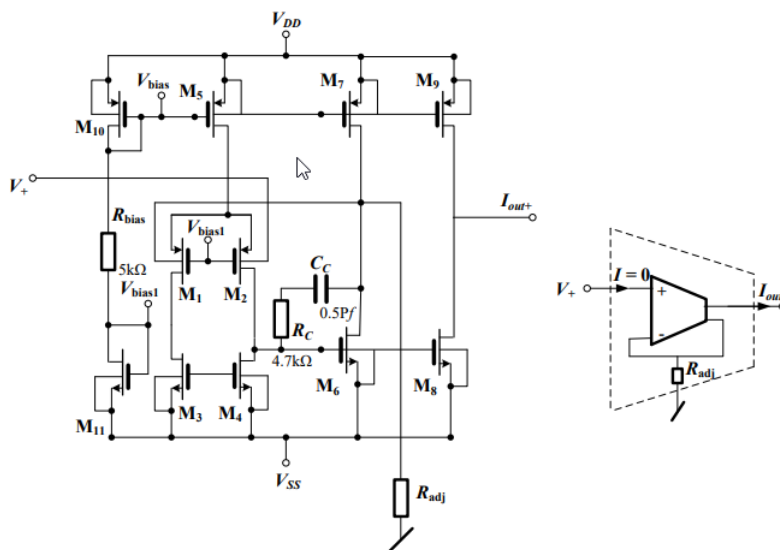 VDD
Vbias
M5
M7
M9
M10
V+
Rbias
5kΩ
Vbias1
Iout+
Vbias1
CC
0.5Pf
M1
M2
RC
4.7kΩ
M6
M8
M11
M3
M4
VSS
Radj
V+
I = 0
+
-
Iout
Radj